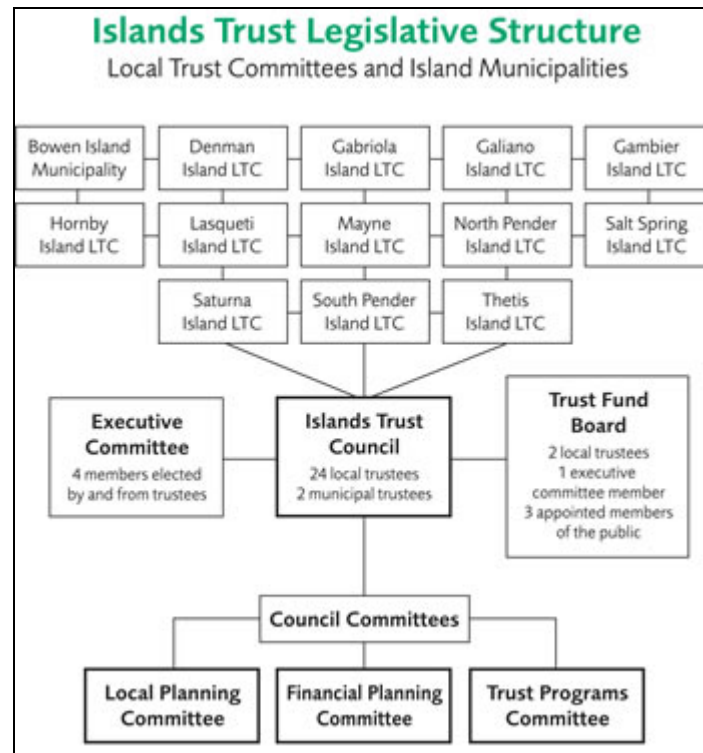 Islands Trust Legislative Structure
Local Trust Committees and Island Municipalities
Bowen Island
Municipality
Denman
Island LTC
Gabriola
Island LTC
Galiano
Island LTC
Gambier
Island LTC
Hornby
Island LTC
Lasqueti
Island LTC
Mayne
Island LTC
North Pender
Island LTC
Salt Spring
Island LTC
Saturna
Island LTC
South Pender
Island LTC
Thetis
Island LTC
Executive
Committee
4 members elected
by and from trustees
Islands Trust
Council
24 local trustees
2 municipal trustees
Trust Fund
Board
2 local trustees
1 executive
committee member
3 appointed members
of the public
Council Committees
Local Planning
Committee
Financial Planning
Committee
Trust Programs
Committee